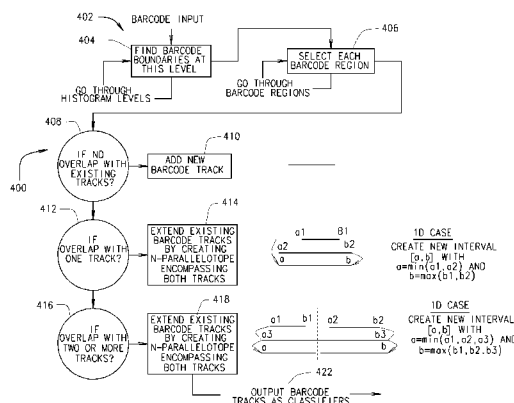 402
BARCODE INPUT
404
FIND BARCODE
BOUNDARIES AT
THIS LEVEL
406
SELECT EACH
BARCODE REGION
GO THROUGH
HISTOGRAM LEVELS
GO THROUGH
BARCODE REGIONS
408
400
IF NO
OVERLAP WITH
EXISTING
TRACKS?
410
ADD NEW
BARCODE TRACK
412
IF
OVERLAP WITH
ONE TRACK?
414
EXTEND EXISTING
BARCODE TRACKS
BY CREATING
N-PARALLELOTOPE
ENCOMPASSING
BOTH TRACKS
a1 B1
a2 b2
a b
1D CASE
CREATE NEW INTERVAL
[a,b] WITH
a=min(a1,a2) AND
b=max(b1,b2)
416
IF
OVERLAP WITH
TWO OR MORE
TRACKS?
418
EXTEND EXISTING
BARCODE TRACKS
BY CREATING
N-PARALLELOTOPE
ENCOMPASSING
BOTH TRACKS
a1 b1 a2 b2
a3 b3
a b
1D CASE
CREATE NEW INTERVAL
[a,b] WITH
a=min(a1,a2,a3) AND
b=max(b1,b2.b3)
422
OUTPUT BARCODE
TRACKS AS CLASSIFIERS